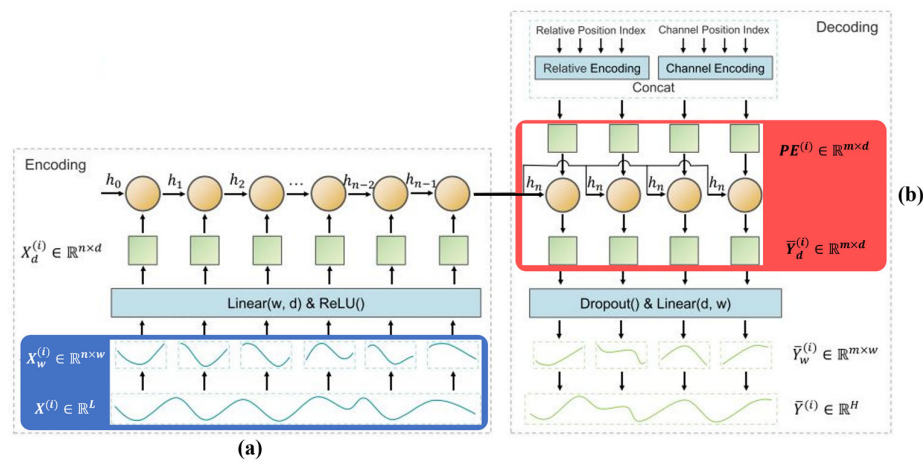 Decoding
Relative Position Index
Channel Position Index
Relative Encoding
Channel Encoding
Concat
PE^{(i)} ∈ ℝ^{m×d}
Encoding
h_0
h_1
h_2
...
h_{n-2}
h_{n-1}
h_n
h_n
h_n
h_n
(b)
X_d^{(i)} ∈ ℝ^{n×d}
Ȳ_d^{(i)} ∈ ℝ^{m×d}
Linear(w, d) & ReLU()
Dropout() & Linear(d, w)
X_w^{(i)} ∈ ℝ^{n×w}
Ȳ_w^{(i)} ∈ ℝ^{m×w}
X^{(i)} ∈ ℝ^L
Ȳ^{(i)} ∈ ℝ^H
(a)